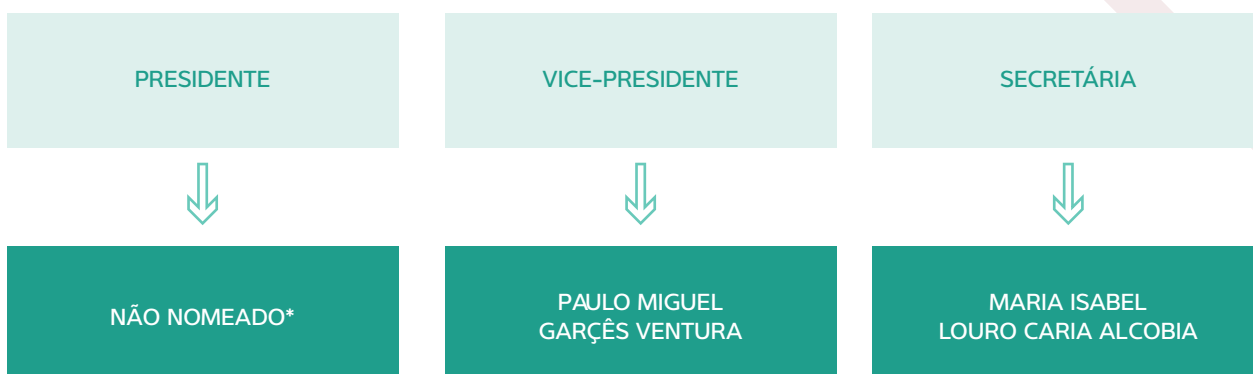 PRESIDENTE
VICE-PRESIDENTE
SECRETÁRIA
NÃO NOMEADO*
PAULO MIGUEL
GARÇÊS VENTURA
MARIA ISABEL
LOURO CARIA ALCOBIA